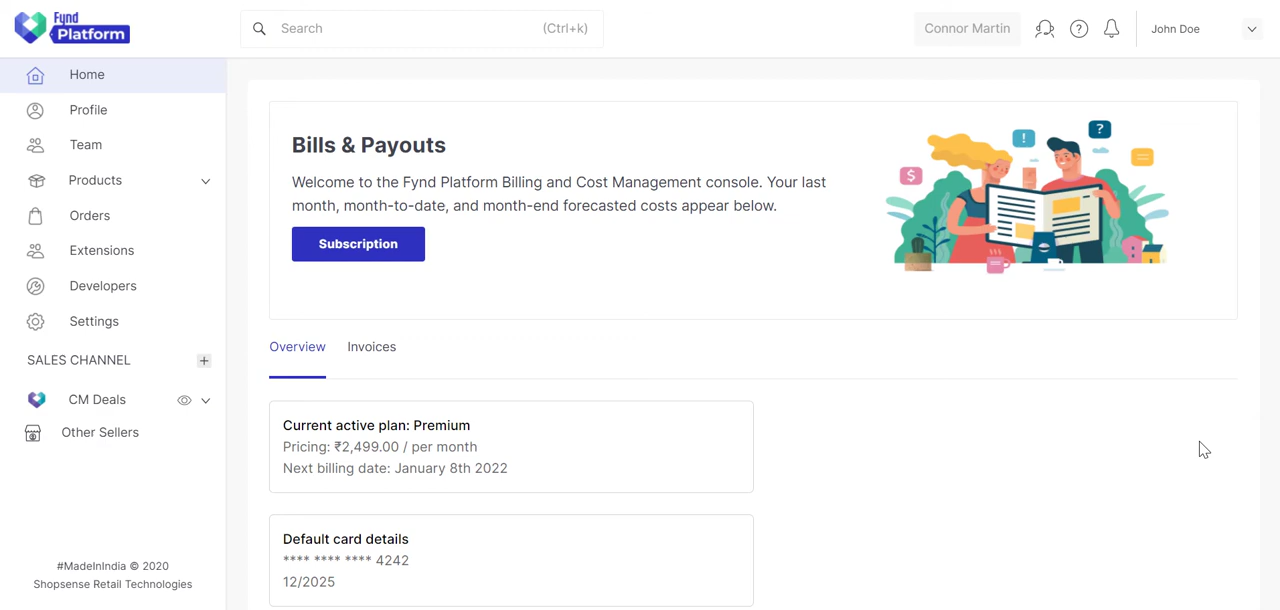 Fynd
Platform
Search (Ctrl+k)
Connor Martin
?
John Doe
Home
Profile
Team
Products
Orders
Extensions
Developers
Settings
SALES CHANNEL +
CM Deals
Other Sellers
#MadeInIndia © 2020
Shopsense Retail Technologies
Bills & Payouts
Welcome to the Fynd Platform Billing and Cost Management console. Your last
month, month-to-date, and month-end forecasted costs appear below.
Subscription
$
!
?
Overview Invoices
Current active plan: Premium
Pricing: ₹2,499.00 / per month
Next billing date: January 8th 2022
Default card details
**** **** **** 4242
12/2025